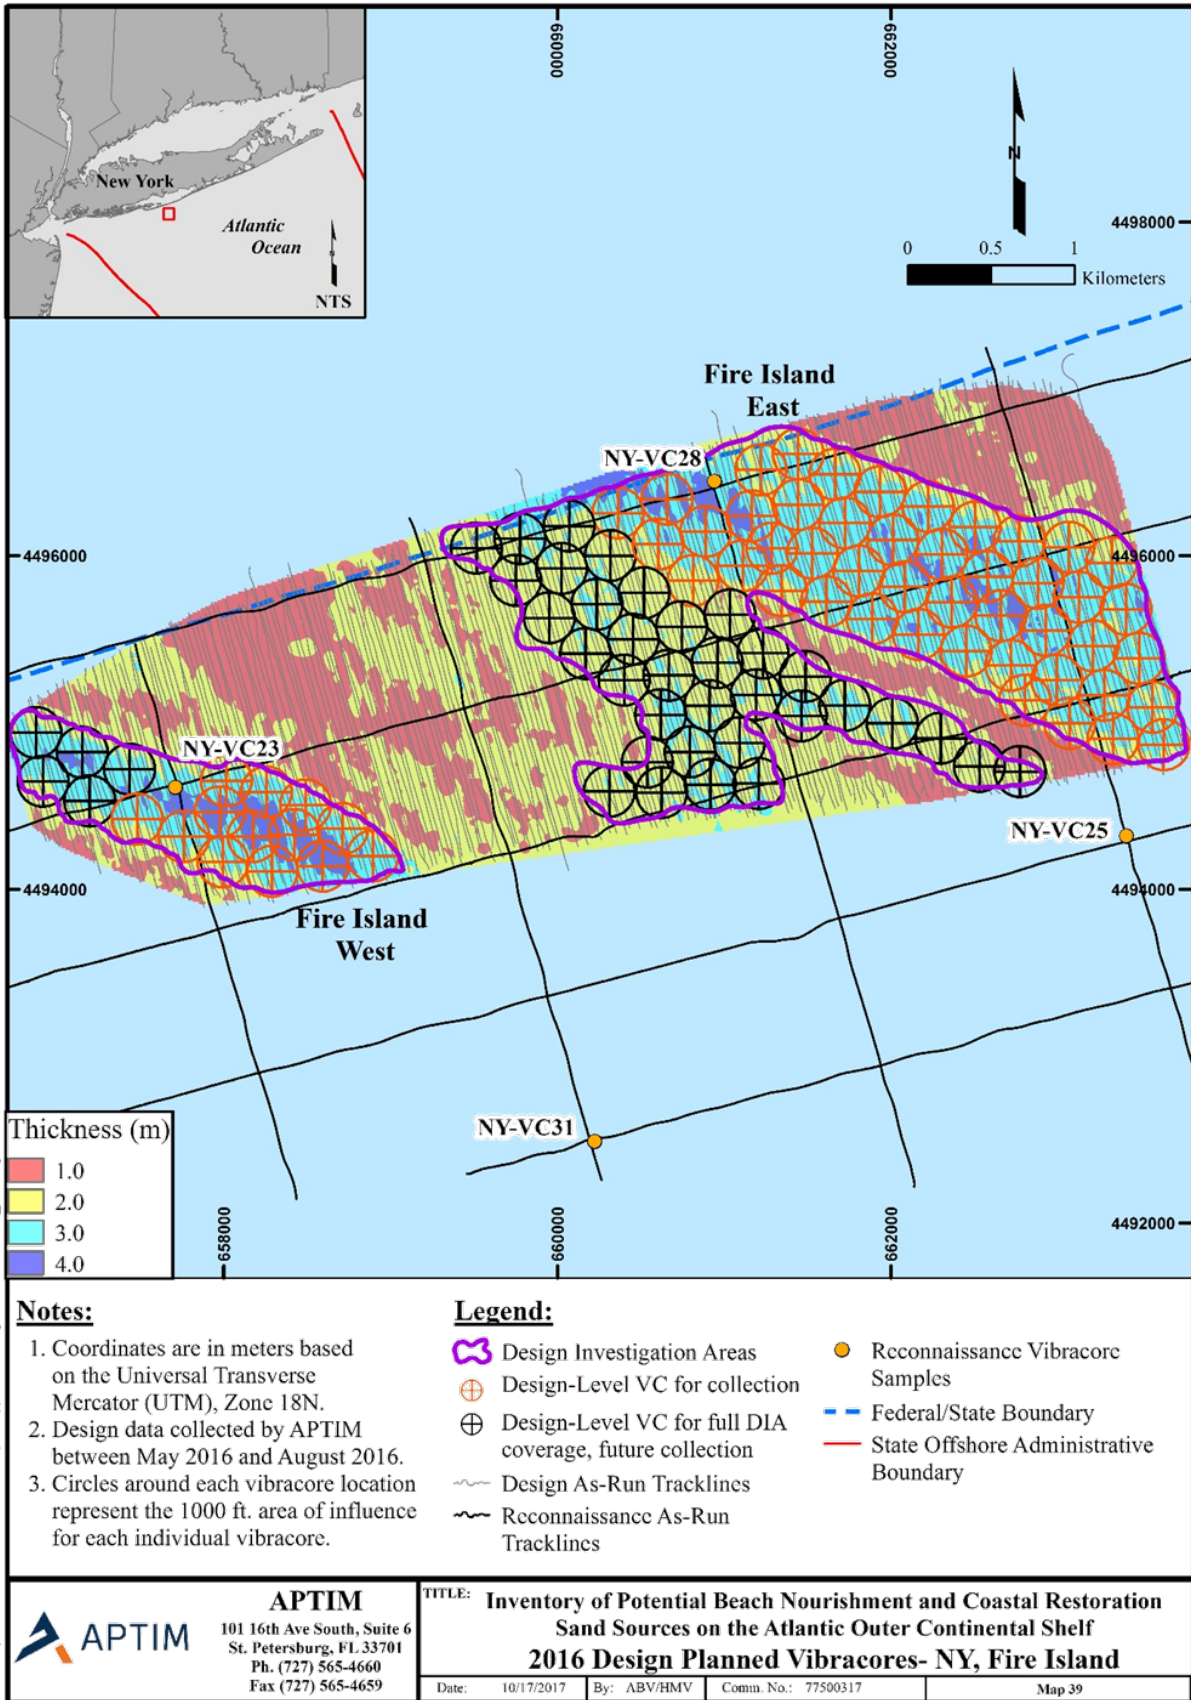 660000
662000
New York
Atlantic
Ocean
NTS
N
4498000
0 0.5 1
Kilometers
Fire Island
East
NY-VC28
4496000
4496000
NY-VC23
NY-VC25
4494000
4494000
Fire Island
West
NY-VC31
Thickness (m)
1.0
2.0
3.0
4.0
658000
660000
662000
4492000
Notes:
1. Coordinates are in meters based
on the Universal Transverse
Mercator (UTM), Zone 18N.
2. Design data collected by APTIM
between May 2016 and August 2016.
3. Circles around each vibracore location
represent the 1000 ft. area of influence
for each individual vibracore.
Legend:
Design Investigation Areas
Design-Level VC for collection
Design-Level VC for full DIA
coverage, future collection
Design As-Run Tracklines
Reconnaissance As-Run
Tracklines
Reconnaissance Vibracore
Samples
Federal/State Boundary
State Offshore Administrative
Boundary
APTIM
APTIM
101 16th Ave South, Suite 6
St. Petersburg, FL 33701
Ph. (727) 565-4660
Fax (727) 565-4659
TITLE: Inventory of Potential Beach Nourishment and Coastal Restoration
Sand Sources on the Atlantic Outer Continental Shelf
2016 Design Planned Vibracores- NY, Fire Island
Date: 10/17/2017 By: ABV/HMV Comm. No.: 77500317 Map 39